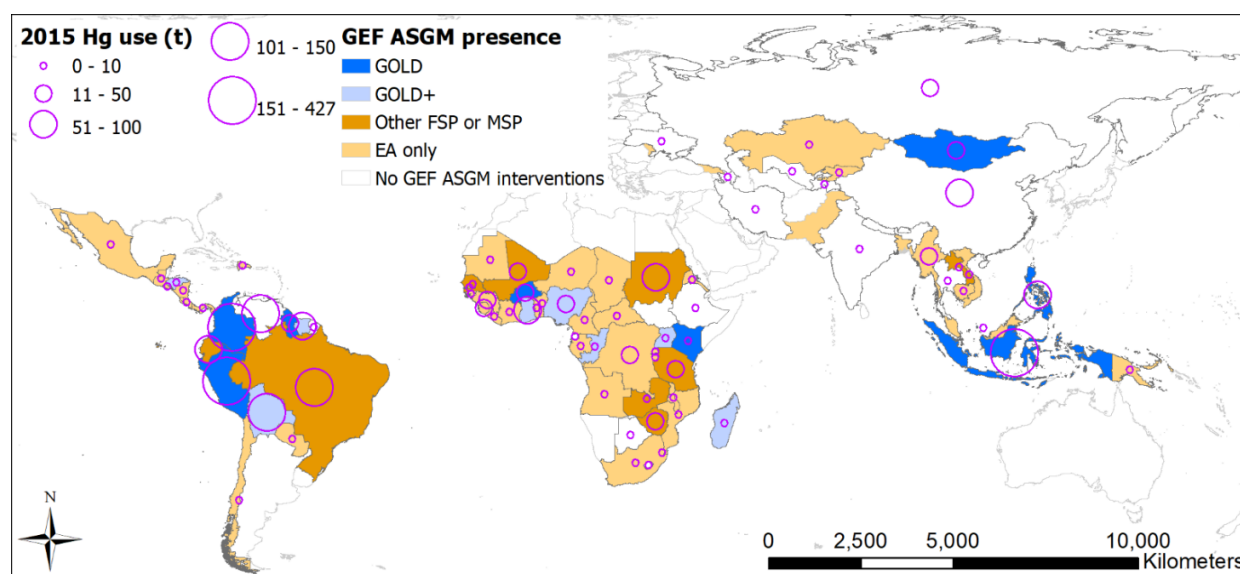 2015 Hg use (t)
0 - 10
11 - 50
51 - 100
101 - 150
151 - 427
GEF ASGM presence
GOLD
GOLD+
Other FSP or MSP
EA only
No GEF ASGM interventions
N
0 2,500 5,000 10,000
Kilometers